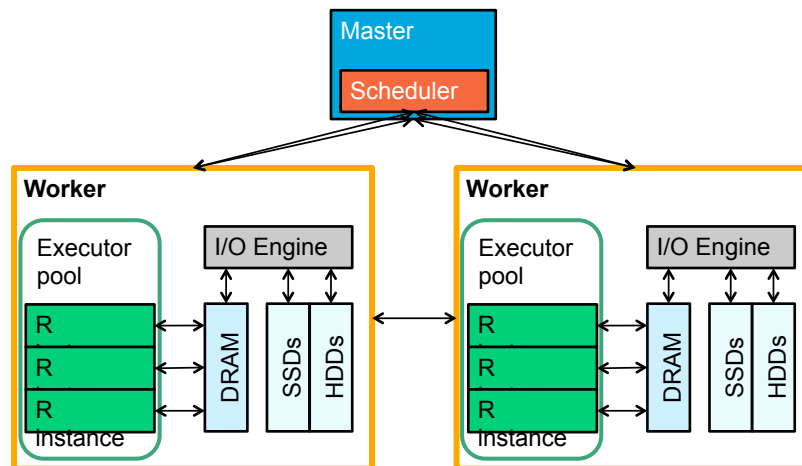 Master
Scheduler
Worker
Executor
pool
I/O Engine
R
R
R
Instance
DRAM
SSDs
HDDs
Worker
Executor
pool
I/O Engine
R
R
R
Instance
DRAM
SSDs
HDDs